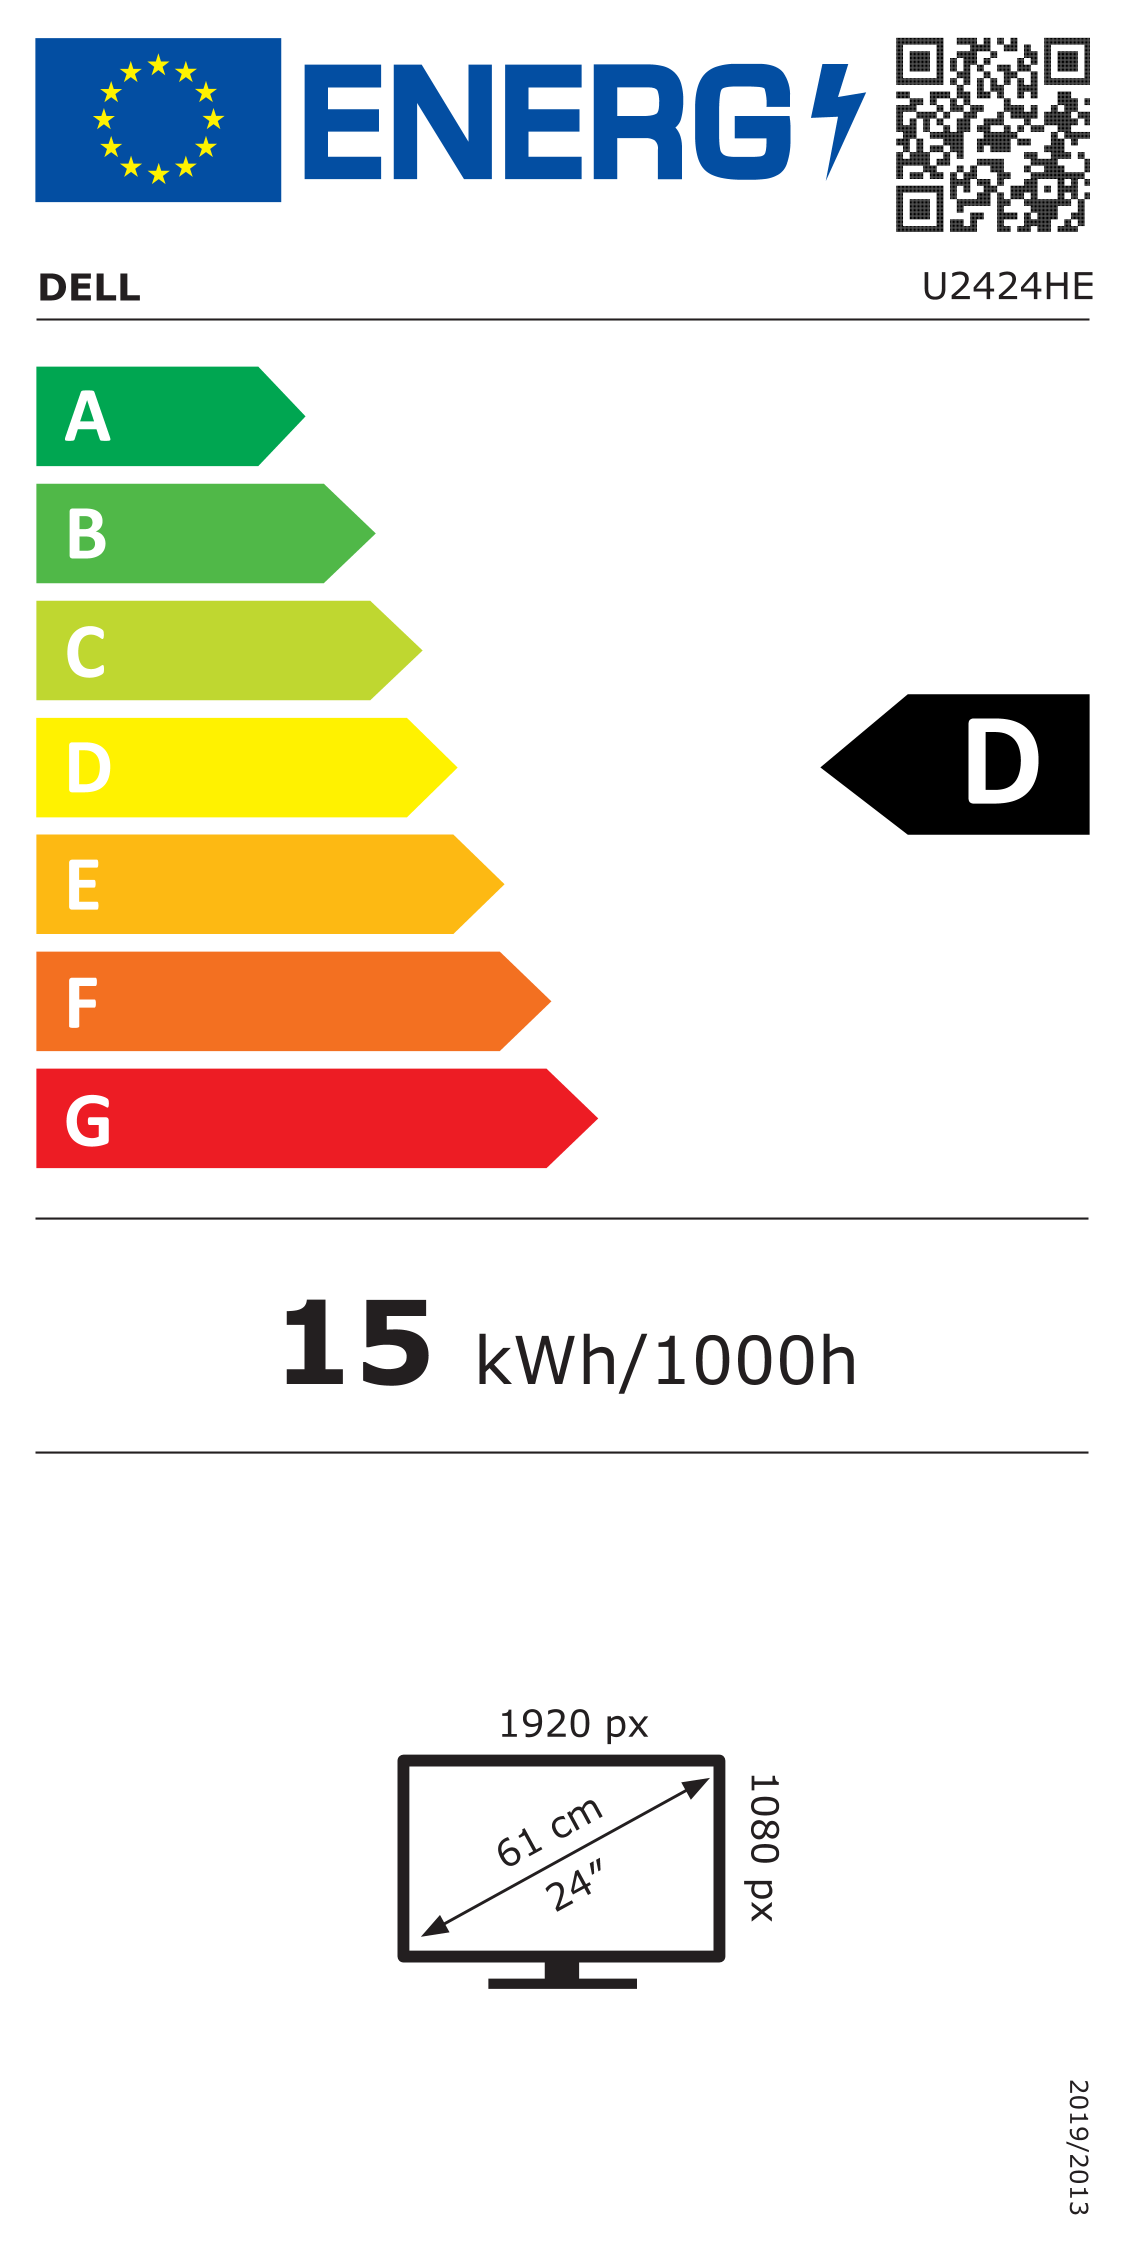 ENERG
DELL
U2424HE
A
B
C
D
D
E
F
G
15 kWh/1000h
1920 px
1080 px
61 cm
24”
2019/2013